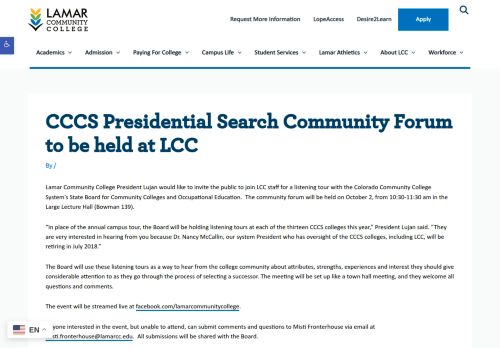 LAMAR
COMMUNITY
COLLEGE
Request More Information LopeAccess Desire2Learn Apply
Academics Admission Paying For College Campus Life Student Services Lamar Athletics About LCC Workforce
CCCS Presidential Search Community Forum
to be held at LCC
By /
Lamar Community College President Lujan would like to invite the public to join LCC staff for a listening tour with the Colorado Community College
System's State Board for Community Colleges and Occupational Education. The community forum will be held on October 2, from 10:30-11:30 am in the
Large Lecture Hall (Bowman 139).
"In place of the annual campus tour, the Board will be holding listening tours at each of the thirteen CCCS colleges this year," President Lujan said. "They
are very interested in hearing from you because Dr. Nancy McCallin, our system President who has oversight of the CCCS colleges, including LCC, will be
retiring in July 2018."
The Board will use these listening tours as a way to hear from the college community about attributes, strengths, experiences and interest they should give
considerable attention to as they go through the process of selecting a successor. The meeting will be set up like a town hall meeting, and they welcome all
questions and comments.
The event will be streamed live at facebook.com/lamarcommunitycollege.
yone interested in the event, but unable to attend, can submit comments and questions to Misti Fronterhouse via email at
sti.fronterhouse@lamarcc.edu. All submissions will be shared with the Board.
EN